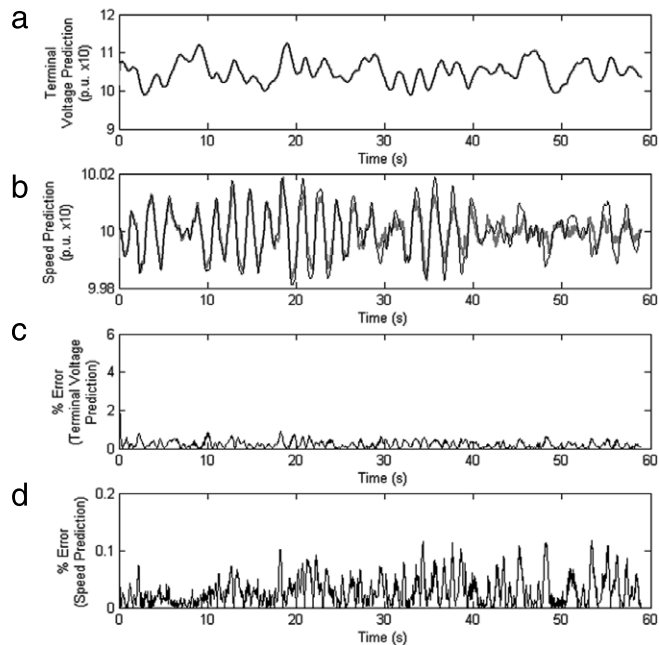 a
Terminal
Voltage Prediction
(p.u. x10)
12
11
10
9
0
10
20
30
40
50
60
Time (s)
b
Speed Prediction
(p.u. x10)
10.02
10
9.98
0
10
20
30
40
50
60
Time (s)
c
% Error
(Terminal Voltage
Prediction)
6
4
2
0
0
10
20
30
40
50
60
Time (s)
d
% Error
(Speed Prediction)
0.2
0.1
0
0
10
20
30
40
50
60
Time (s)